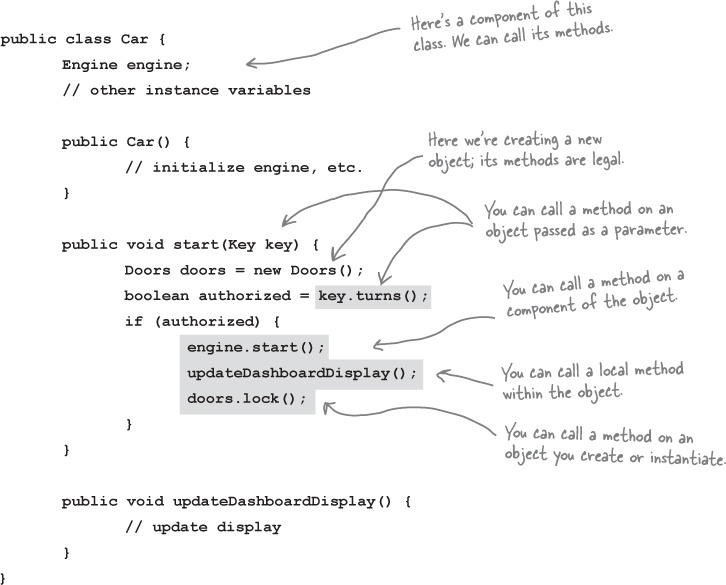 Here's a component of this
class. We can call its methods.
public class Car {
Engine engine;
// other instance variables
public Car() {
// initialize engine, etc.
}
Here we're creating a new
object; its methods are legal.
You can call a method on an
object passed as a parameter.
public void start(Key key) {
Doors doors = new Doors();
boolean authorized = key.turns();
if (authorized) {
You can call a method on a
component of the object.
engine.start();
updateDashboardDisplay();
You can call a local method
within the object.
doors.lock();
}
You can call a method on an
object you create or instantiate.
}
public void updateDashboardDisplay() {
// update display
}
}